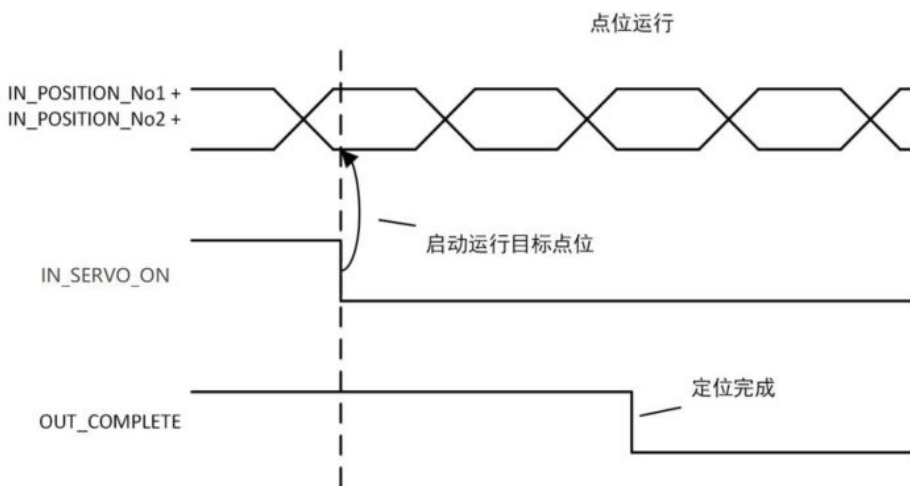 点位运行
IN_POSITION_No1 +
IN_POSITION_No2 +
启动运行目标点位
IN_SERVO_ON
定位完成
OUT_COMPLETE